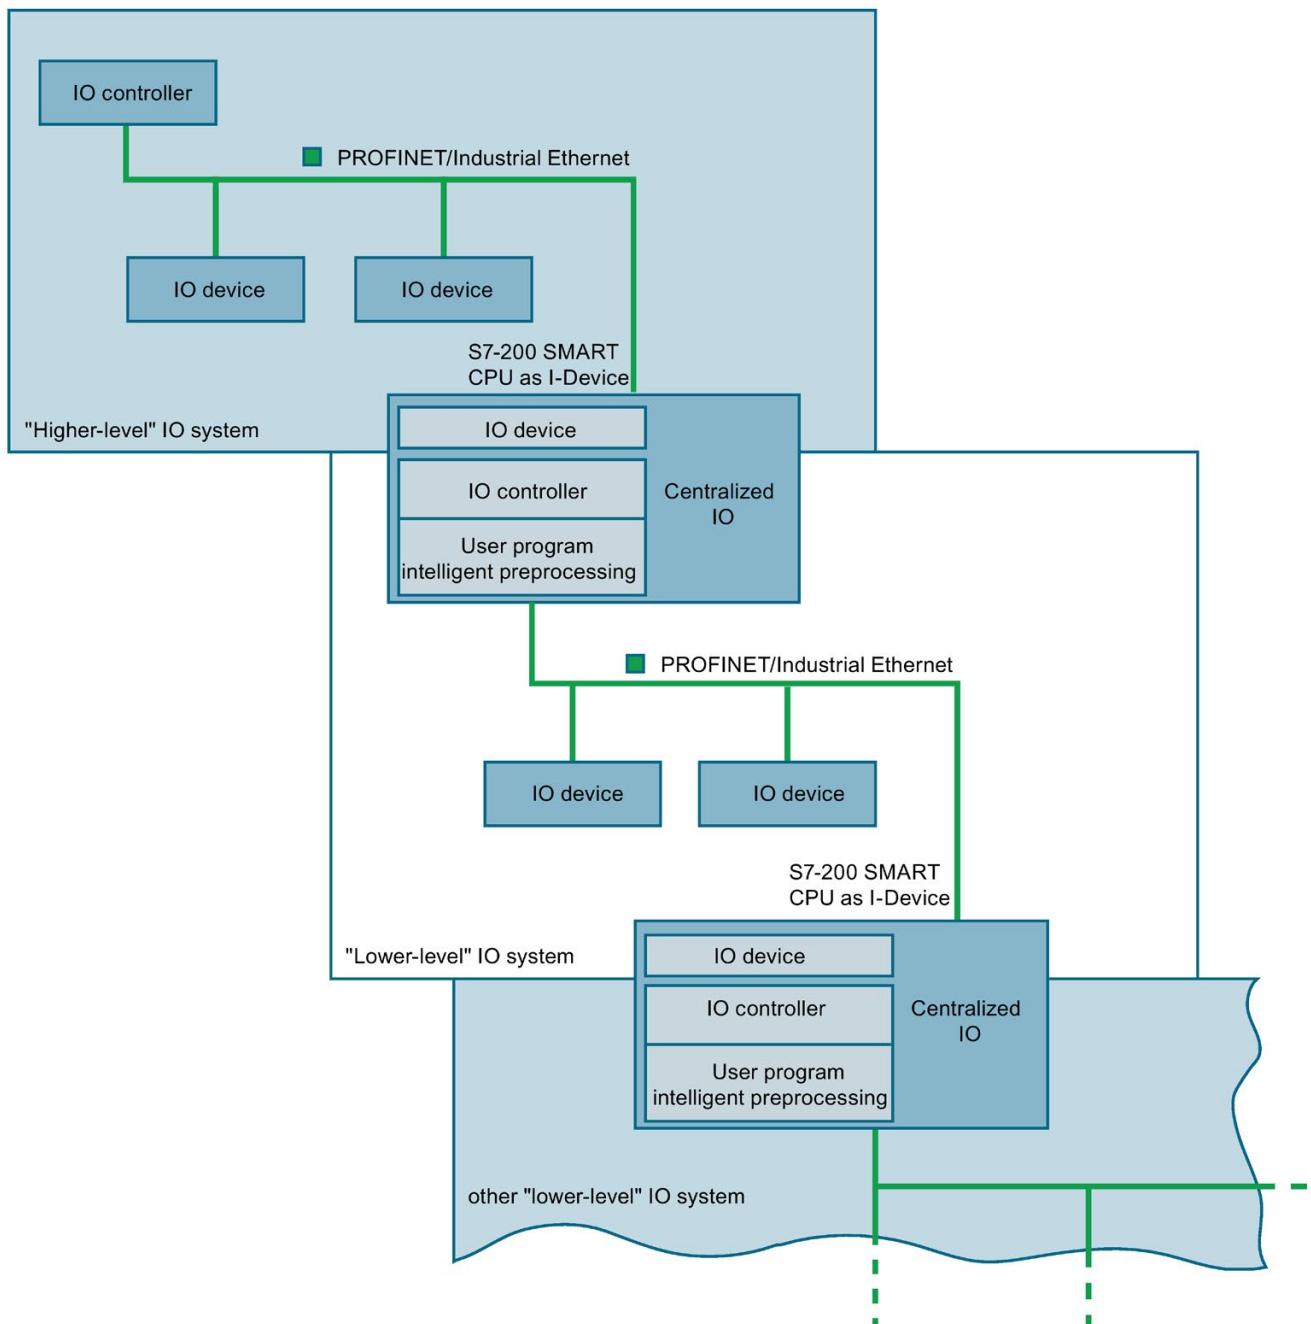 IO controller
PROFINET/Industrial Ethernet
IO device
IO device
S7-200 SMART
CPU as I-Device
"Higher-level" IO system
IO device
IO controller
Centralized
IO
User program
intelligent preprocessing
PROFINET/Industrial Ethernet
IO device
IO device
S7-200 SMART
CPU as I-Device
"Lower-level" IO system
IO device
IO controller
Centralized
IO
User program
intelligent preprocessing
other "lower-level" IO system